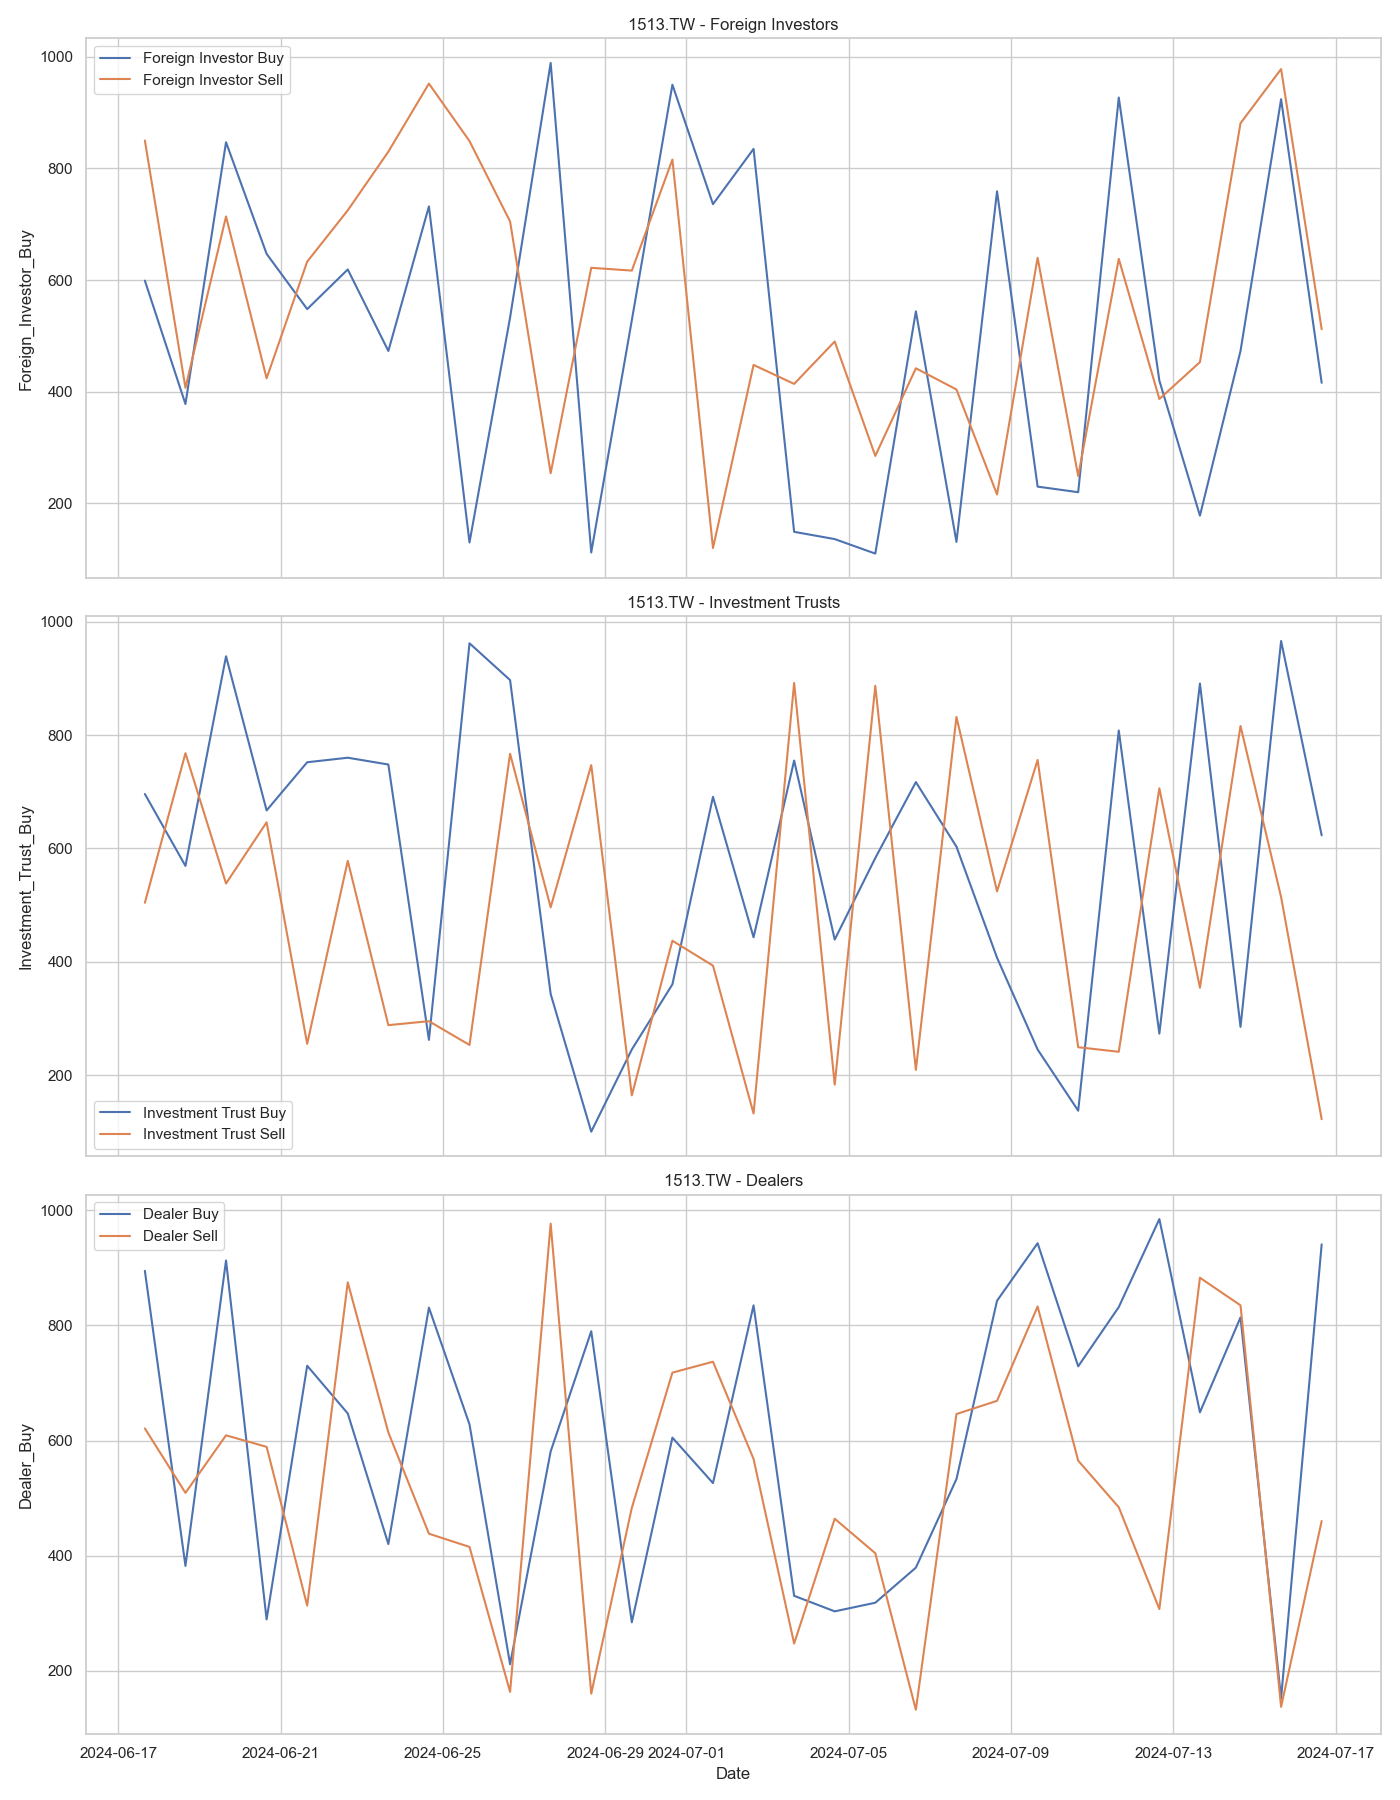 1513.TW - Foreign Investors
Foreign Investor Buy
Foreign Investor Sell
1000
800
600
400
200
Foreign_Investor_Buy
1513.TW - Investment Trusts
1000
800
600
400
200
Investment_Trust_Buy
Investment Trust Buy
Investment Trust Sell
1513.TW - Dealers
Dealer Buy
Dealer Sell
1000
800
600
400
200
Dealer_Buy
2024-06-17 2024-06-21 2024-06-25 2024-06-29 2024-07-01 2024-07-05 2024-07-09 2024-07-13 2024-07-17
Date